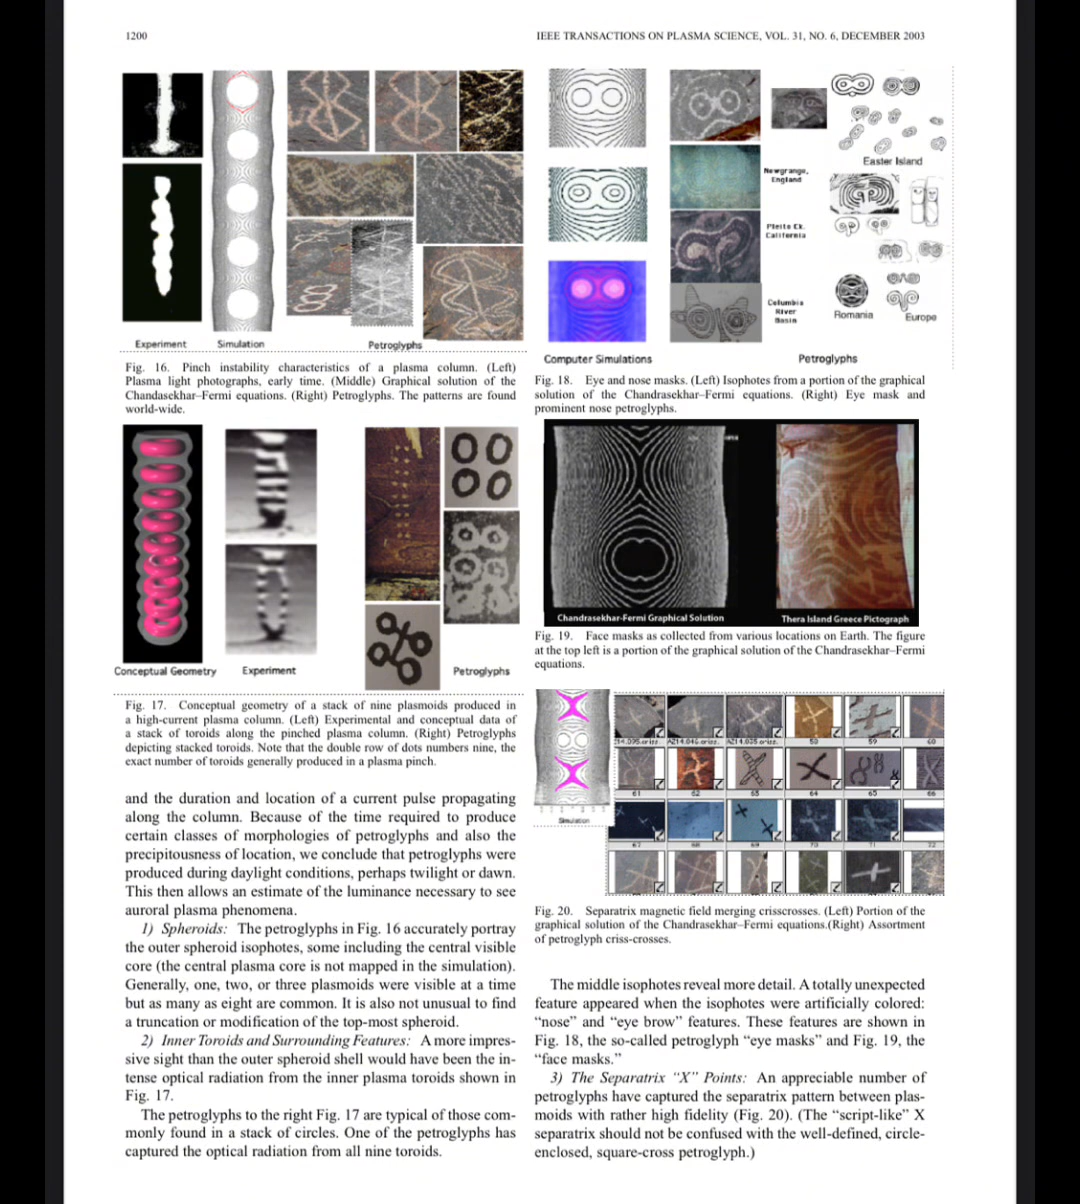 1200
IEEE TRANSACTIONS ON PLASMA SCIENCE, VOL. 31, NO. 6, DECEMBER 2003
Experiment
Simulation
Petroglyphs
Fig. 16. Pinch instability characteristics of a plasma column. (Left)
Plasma light photographs, early time. (Middle) Graphical solution of the
Chandasekhar–Fermi equations. (Right) Petroglyphs. The patterns are found
world-wide.
Conceptual Geometry
Experiment
Petroglyphs
Fig. 17. Conceptual geometry of a stack of nine plasmoids produced in
a high-current plasma column. (Left) Experimental and conceptual data of
a stack of toroids along the pinched plasma column. (Right) Petroglyphs
depicting stacked toroids. Note that the double row of dots numbers nine, the
exact number of toroids generally produced in a plasma pinch.
and the duration and location of a current pulse propagating
along the column. Because of the time required to produce
certain classes of morphologies of petroglyphs and also the
precipitousness of location, we conclude that petroglyphs were
produced during daylight conditions, perhaps twilight or dawn.
This then allows an estimate of the luminance necessary to see
auroral plasma phenomena.
1) Spheroids: The petroglyphs in Fig. 16 accurately portray
the outer spheroid isophotes, some including the central visible
core (the central plasma core is not mapped in the simulation).
Generally, one, two, or three plasmoids were visible at a time
but as many as eight are common. It is also not unusual to find
a truncation or modification of the top-most spheroid.
2) Inner Toroids and Surrounding Features: A more impres-
sive sight than the outer spheroid shell would have been the in-
tense optical radiation from the inner plasma toroids shown in
Fig. 17.
The petroglyphs to the right Fig. 17 are typical of those com-
monly found in a stack of circles. One of the petroglyphs has
captured the optical radiation from all nine toroids.
Easter Island
Newgrange,
England
Pleito Ck.
California
Columbia
River
Basin
Romania
Europe
Computer Simulations
Petroglyphs
Fig. 18. Eye and nose masks. (Left) Isophotes from a portion of the graphical
solution of the Chandrasekhar–Fermi equations. (Right) Eye mask and
prominent nose petroglyphs.
Chandrasekhar-Fermi Graphical Solution
Thera Island Greece Pictograph
Fig. 19. Face masks as collected from various locations on Earth. The figure
at the top left is a portion of the graphical solution of the Chandrasekhar–Fermi
equations.
Simulation
59
60
61
62
63
64
65
66
67
68
69
70
71
72
Fig. 20. Separatrix magnetic field merging crisscrosses. (Left) Portion of the
graphical solution of the Chandrasekhar–Fermi equations.(Right) Assortment
of petroglyph criss-crosses.
The middle isophotes reveal more detail. A totally unexpected
feature appeared when the isophotes were artificially colored:
“nose” and “eye brow” features. These features are shown in
Fig. 18, the so-called petroglyph “eye masks” and Fig. 19, the
“face masks.”
3) The Separatrix “X” Points: An appreciable number of
petroglyphs have captured the separatrix pattern between plas-
moids with rather high fidelity (Fig. 20). (The “script-like” X
separatrix should not be confused with the well-defined, circle-
enclosed, square-cross petroglyph.)